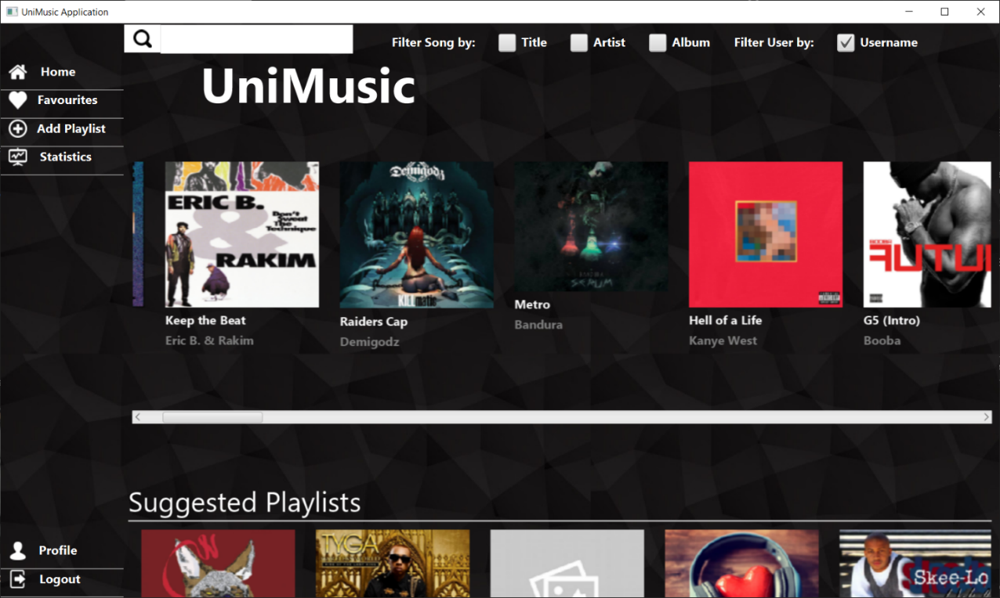 UniMusic Application
Filter Song by: Title Artist Album Filter User by: Username
Home
Favourites
Add Playlist
Statistics
UniMusic
ERIC B.
&
Don't
Sweat
The
Technique
RAKIM
Keep the Beat
Eric B. & Rakim
Demigodz
KILLmatic
Raiders Cap
Demigodz
BANDURA
SERUM
Metro
Bandura
Hell of a Life
Kanye West
BOOBA
FUTU
G5 (Intro)
Booba
Suggested Playlists
TYGA
Skee-Lo
Profile
Logout